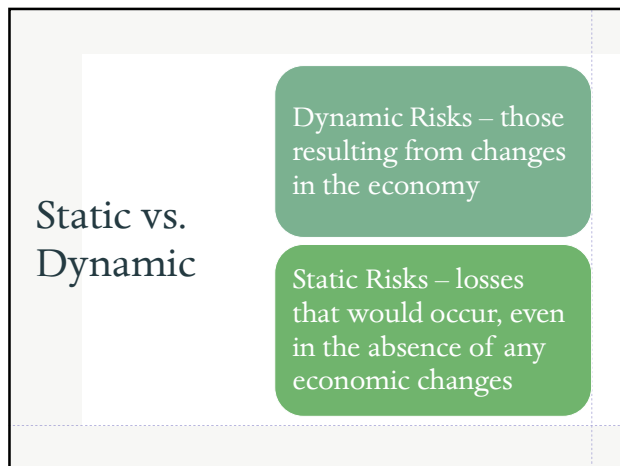 Static vs.
Dynamic
Dynamic Risks – those
resulting from changes
in the economy
Static Risks – losses
that would occur, even
in the absence of any
economic changes